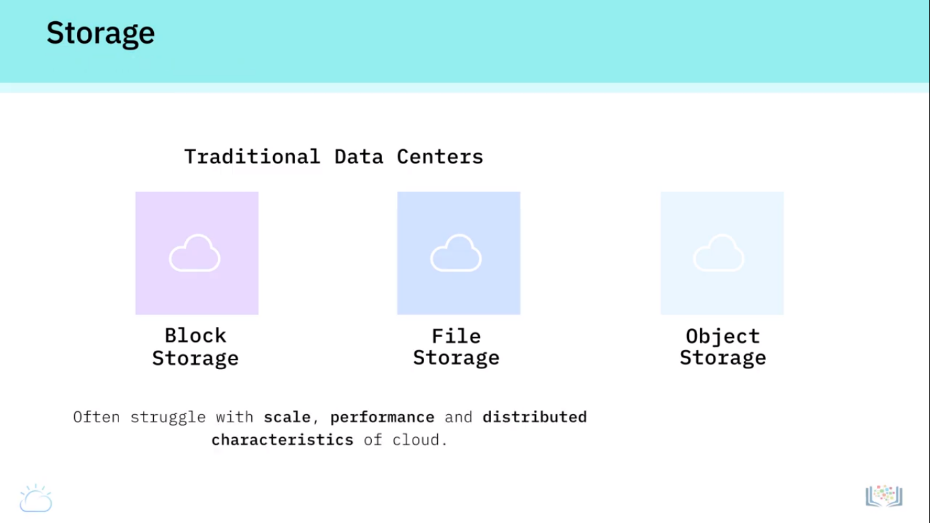 Storage
Traditional Data Centers
Block
Storage
File
Storage
Object
Storage
Often struggle with scale, performance and distributed
characteristics of cloud.